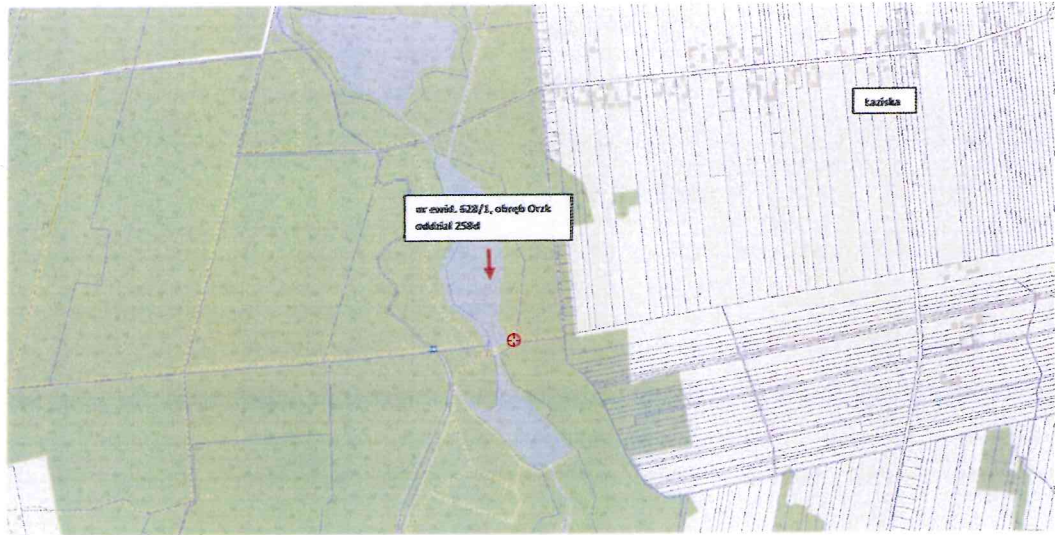 Łaziska
nr ewid. 628/1, obręb Orzk
oddział 258d